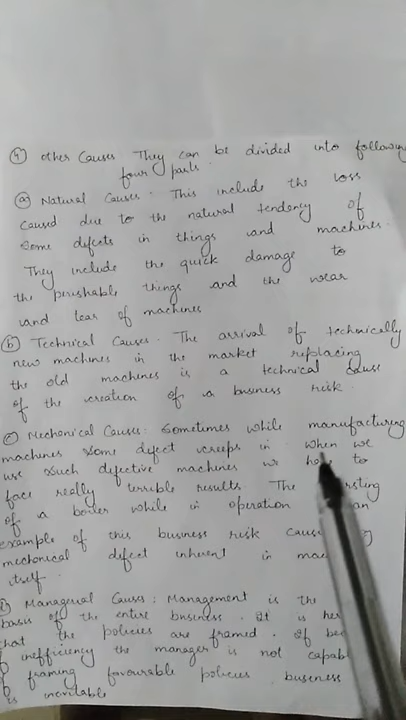 ④ Other Causes They can be divided into following
four parts.
ⓐ Natural Causes. This include the loss
caused due to the natural tendency of
some defects in things and machines.
They include the quick damage to
the perishable things and the wear
and tear of machines
ⓑ Technical Causes. The arrival of technically
new machines in the market replacing
the old machines is a technical cause
of the creation of a business risk.
ⓒ Mechanical Causes: Sometimes while manufacturing
machines some defect creeps in. When we
use such defective machines we to
face really terrible results. The
of a boiler while in operation
example of this business risk
mechanical defect inherent in
itself.
Managerial Causes: Management is the
basis of the entire business. It is
that the policies are framed. If
inefficiency the manager is not
framing favourable policies business
is inevitable